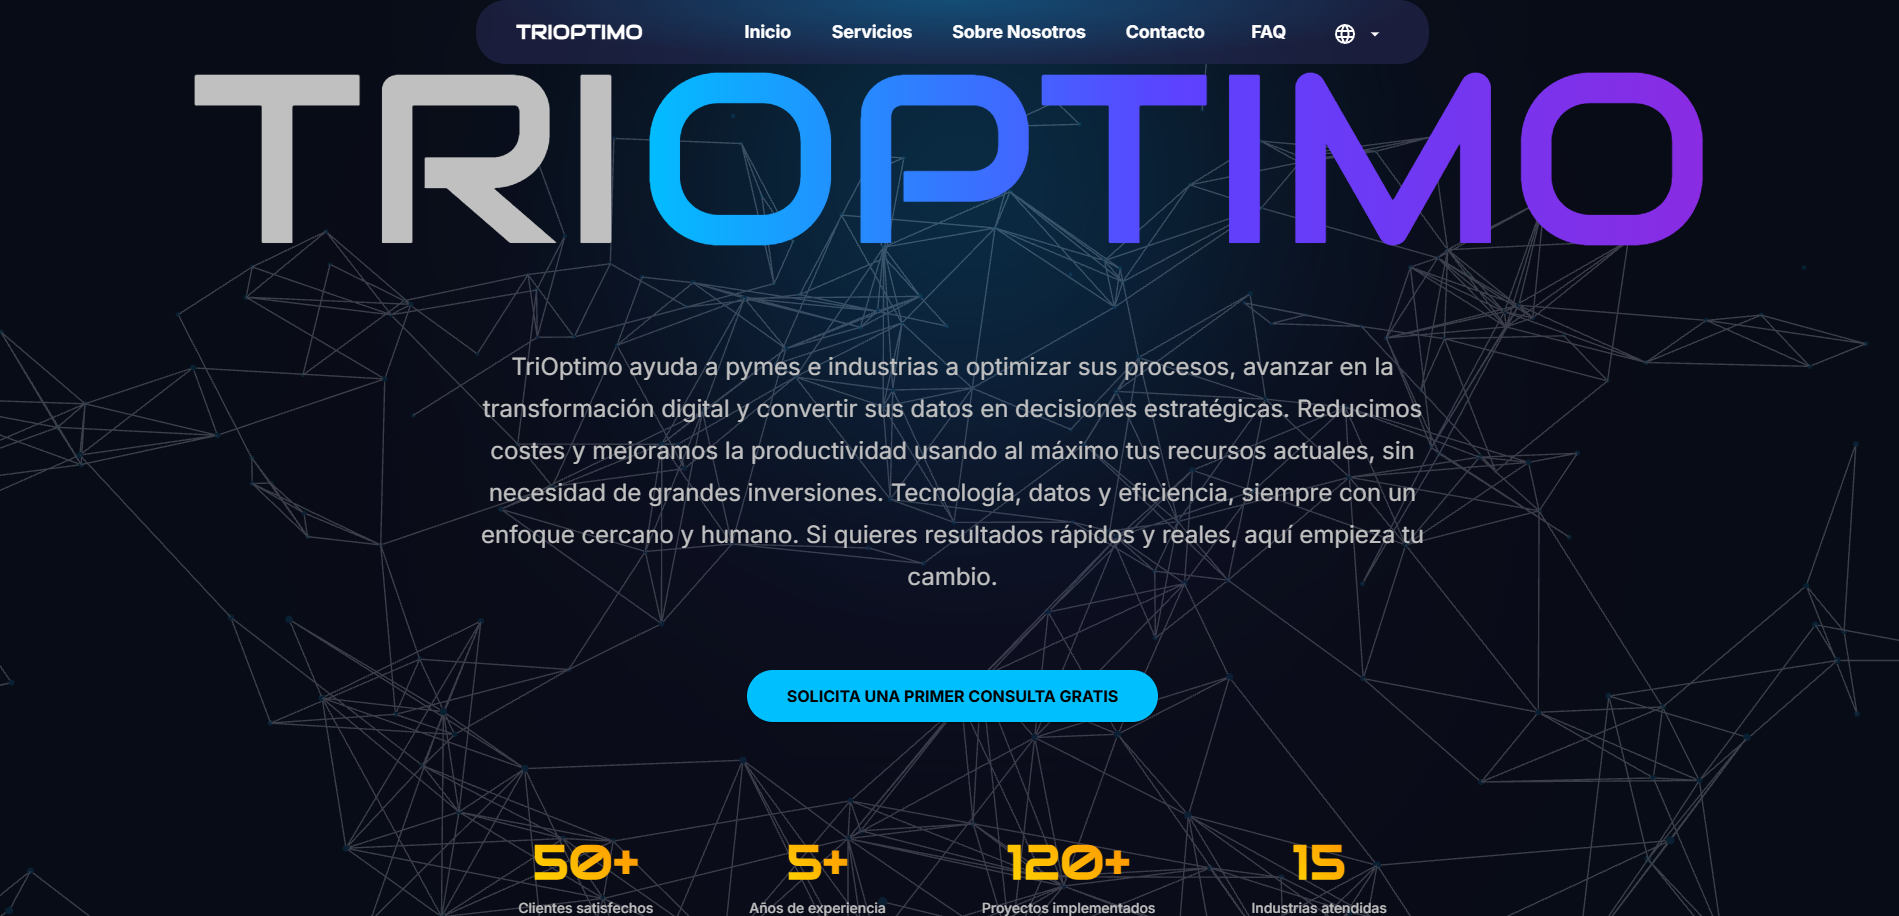 TRIOPTIMO Inicio Servicios Sobre Nosotros Contacto FAQ
TRIOPTIMO
TriOptimo ayuda a pymes e industrias a optimizar sus procesos, avanzar en la
transformación digital y convertir sus datos en decisiones estratégicas. Reducimos
costes y mejoramos la productividad usando al máximo tus recursos actuales, sin
necesidad de grandes inversiones. Tecnología, datos y eficiencia, siempre con un
enfoque cercano y humano. Si quieres resultados rápidos y reales, aquí empieza tu
cambio.
SOLICITA UNA PRIMER CONSULTA GRATIS
50+ 5+ 120+ 15
Clientes satisfechos Años de experiencia Proyectos implementados Industrias atendidas